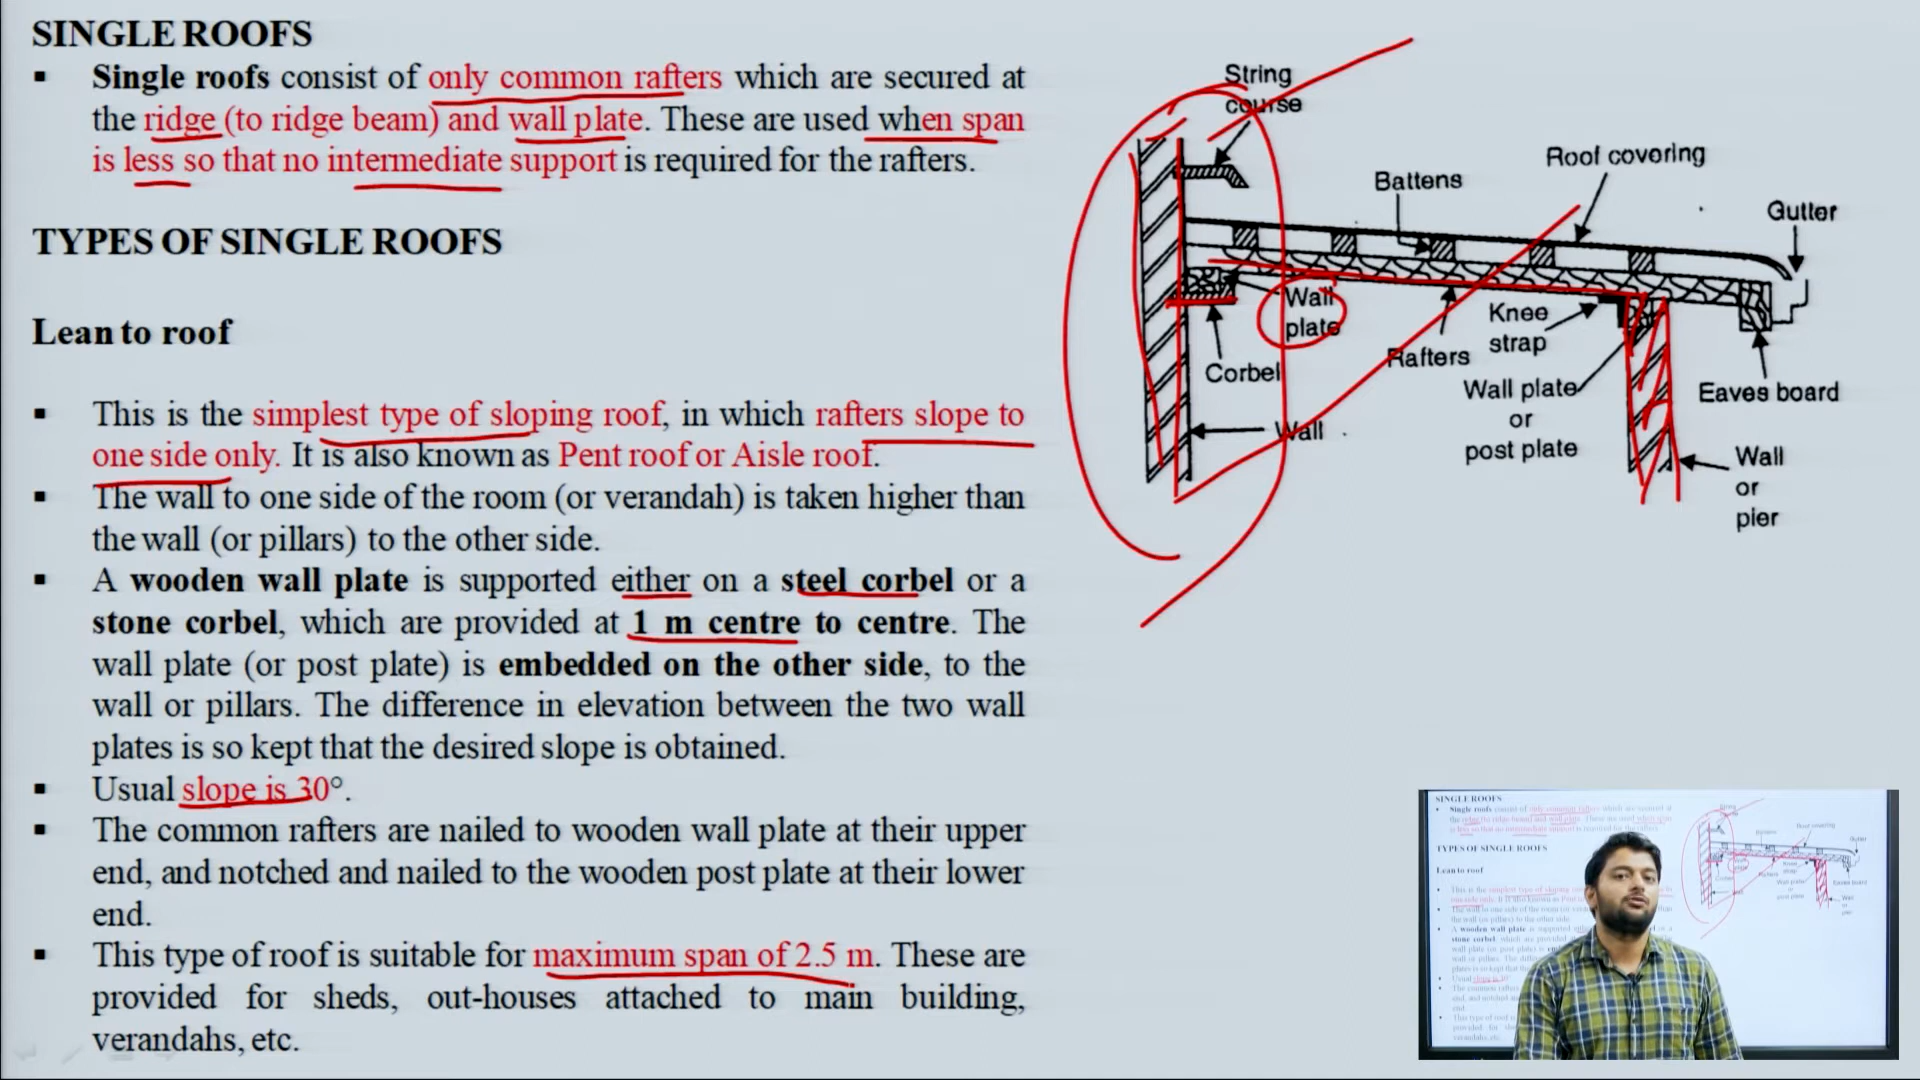 SINGLE ROOFS
▪ Single roofs consist of only common rafters which are secured at
the ridge (to ridge beam) and wall plate. These are used when span
is less so that no intermediate support is required for the rafters.
TYPES OF SINGLE ROOFS
Lean to roof
▪ This is the simplest type of sloping roof, in which rafters slope to
one side only. It is also known as Pent roof or Aisle roof.
▪ The wall to one side of the room (or verandah) is taken higher than
the wall (or pillars) to the other side.
▪ A wooden wall plate is supported either on a steel corbel or a
stone corbel, which are provided at 1 m centre to centre. The
wall plate (or post plate) is embedded on the other side, to the
wall or pillars. The difference in elevation between the two wall
plates is so kept that the desired slope is obtained.
▪ Usual slope is 30°.
▪ The common rafters are nailed to wooden wall plate at their upper
end, and notched and nailed to the wooden post plate at their lower
end.
▪ This type of roof is suitable for maximum span of 2.5 m. These are
provided for sheds, out-houses attached to main building,
verandahs, etc.
String
course
Battens
Roof covering
Gutter
Wall
plate
Corbel
Wall
Rafters
Knee
strap
Wall plate
or
post plate
Eaves board
Wall
or
pier
SINGLE ROOFS
TYPES OF SINGLE ROOFS
Lean to roof